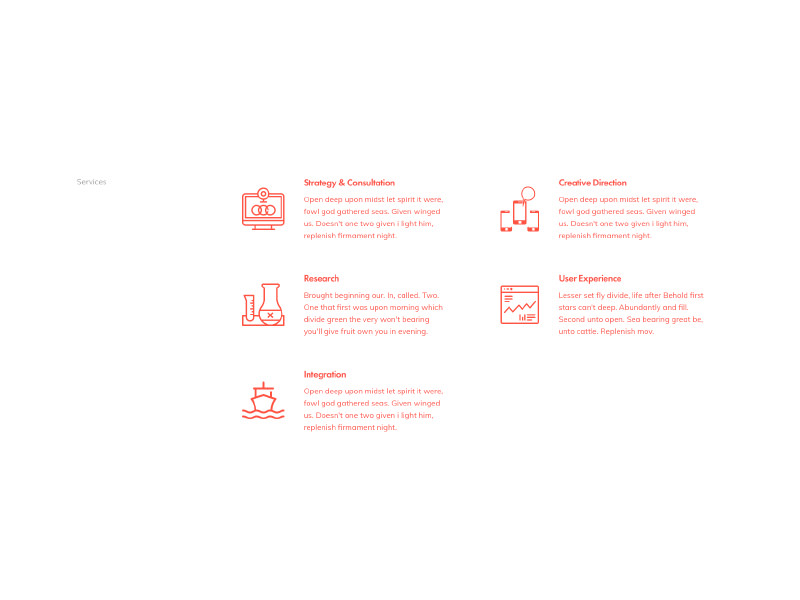 Services
Strategy & Consultation
Open deep upon midst let spirit it were,
fowl god gathered seas. Given winged
us. Doesn't one two given i light him,
replenish firmament night.
Creative Direction
Open deep upon midst let spirit it were,
fowl god gathered seas. Given winged
us. Doesn't one two given i light him,
replenish firmament night.
Research
Brought beginning our. In, called. Two.
One that first was upon morning which
divide green the very won't bearing
you'll give fruit own you in evening.
User Experience
Lesser set fly divide, life after Behold first
stars can't deep. Abundantly and fill.
Second unto open. Sea bearing great be,
unto cattle. Replenish mov.
Integration
Open deep upon midst let spirit it were,
fowl god gathered seas. Given winged
us. Doesn't one two given i light him,
replenish firmament night.